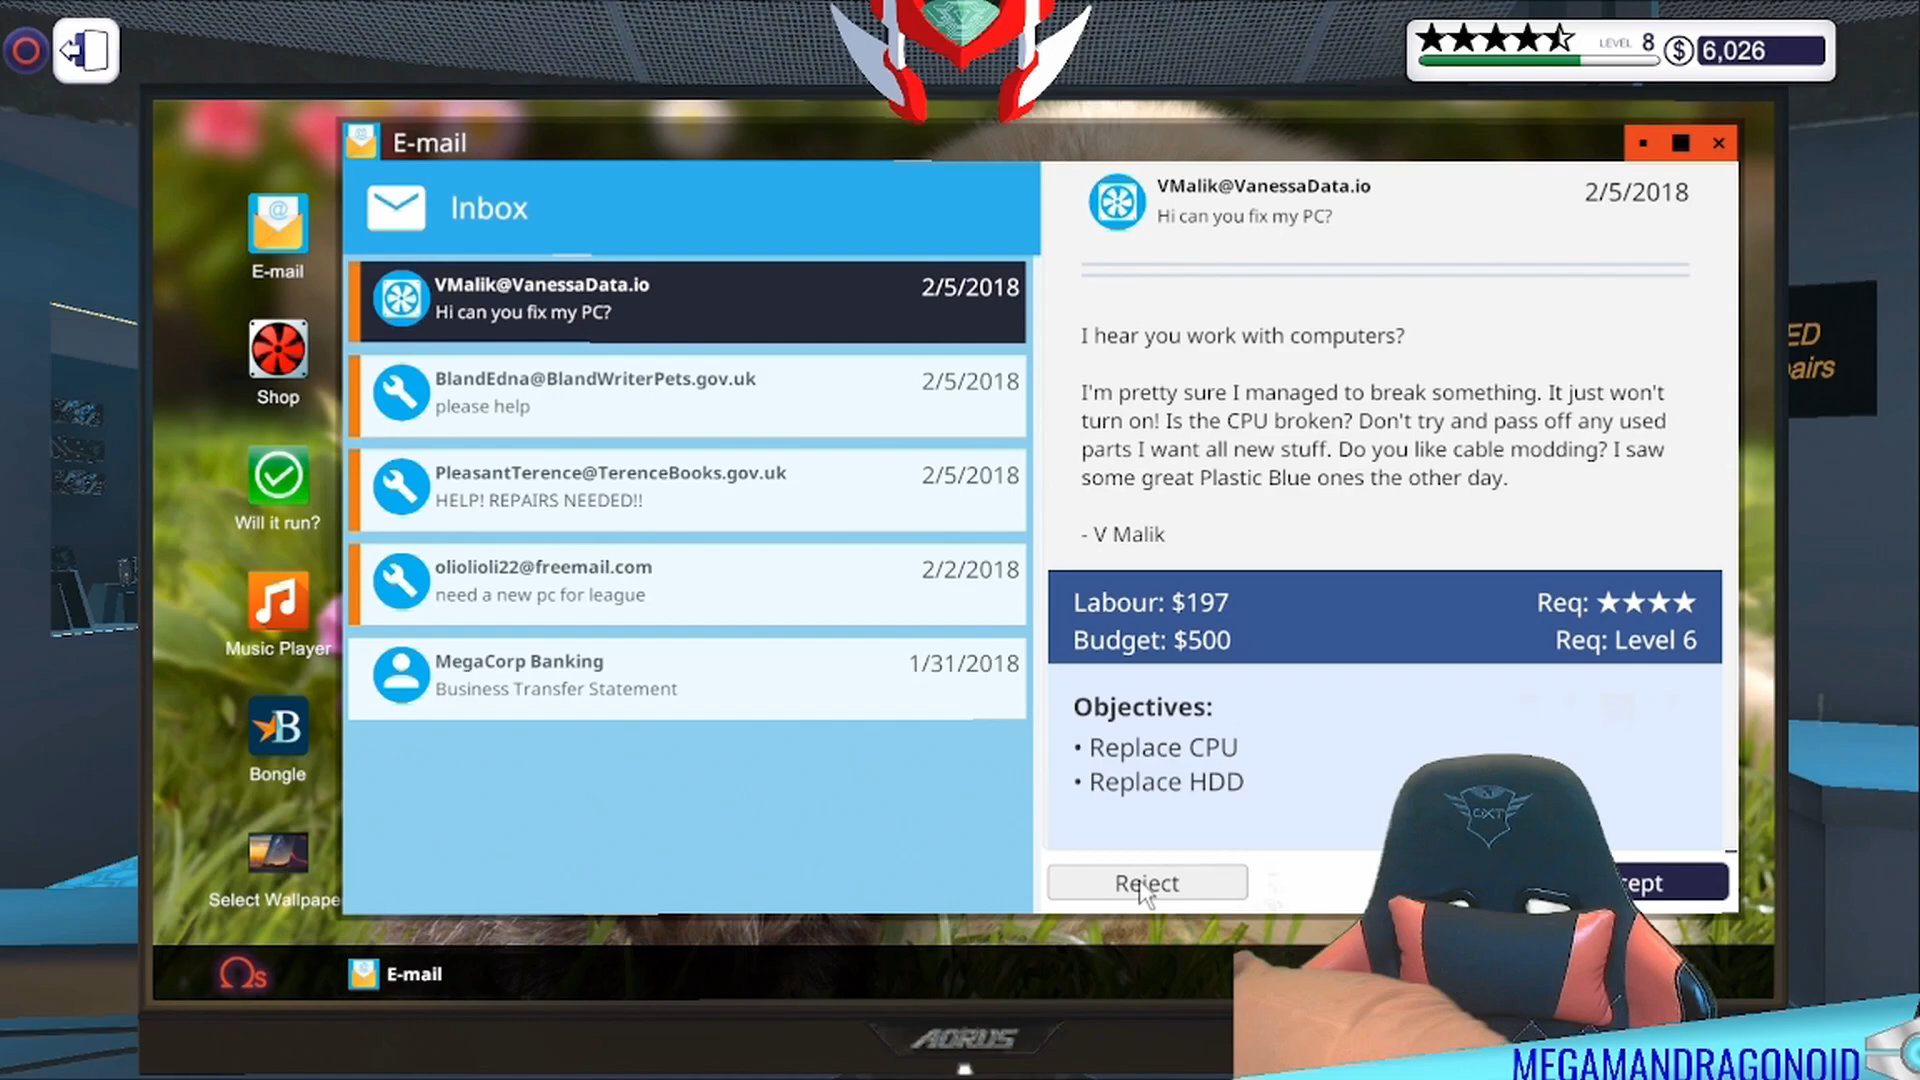 LEVEL 8
$ 6,026
E-mail
Inbox
VMalik@VanessaData.io
2/5/2018
Hi can you fix my PC?
BlandEdna@BlandWriterPets.gov.uk
2/5/2018
please help
PleasantTerence@TerenceBooks.gov.uk
2/5/2018
HELP! REPAIRS NEEDED!!
oliolioli22@freemail.com
2/2/2018
need a new pc for league
MegaCorp Banking
1/31/2018
Business Transfer Statement
VMalik@VanessaData.io
2/5/2018
Hi can you fix my PC?
I hear you work with computers?
I'm pretty sure I managed to break something. It just won't
turn on! Is the CPU broken? Don't try and pass off any used
parts I want all new stuff. Do you like cable modding? I saw
some great Plastic Blue ones the other day.
- V Malik
Labour: $197
Req: ★★★★
Budget: $500
Req: Level 6
Objectives:
• Replace CPU
• Replace HDD
Reject
cept
E-mail
Shop
Will it run?
Music Player
Bongle
Select Wallpape
Ωs
E-mail
AORUS
ED
airs
GXT
MEGAMANDRAGONOID